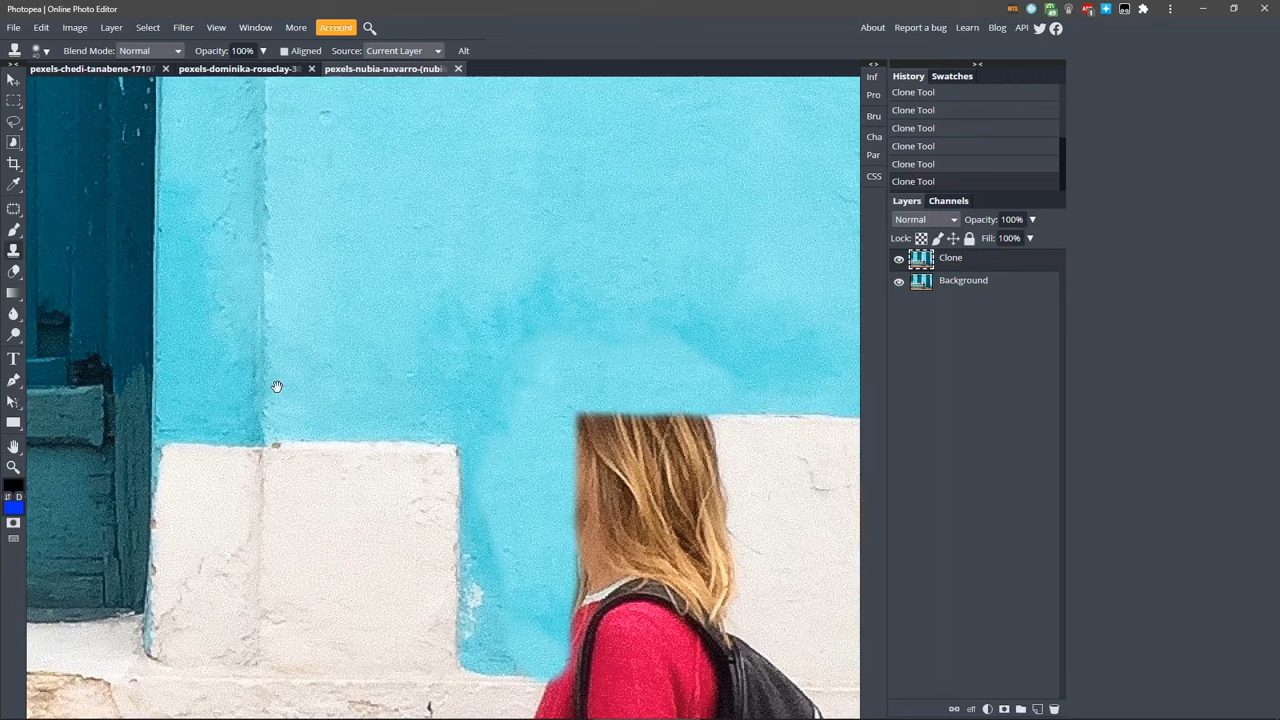 Photopea | Online Photo Editor
File Edit Image Layer Select Filter View Window More Account About Report a bug Learn Blog API
Blend Mode: Normal Opacity: 100% Aligned Source: Current Layer Alt
pexels-chedi-tanabene-17107 pexels-dominika-roseclay-38 pexels-nubia-navarro-(nubi
Inf
Pro
Bru
Cha
Par
CSS
History Swatches
Clone Tool
Clone Tool
Clone Tool
Clone Tool
Clone Tool
Clone Tool
Layers Channels
Normal Opacity: 100%
Lock: Fill: 100%
Clone
Background
D
eff